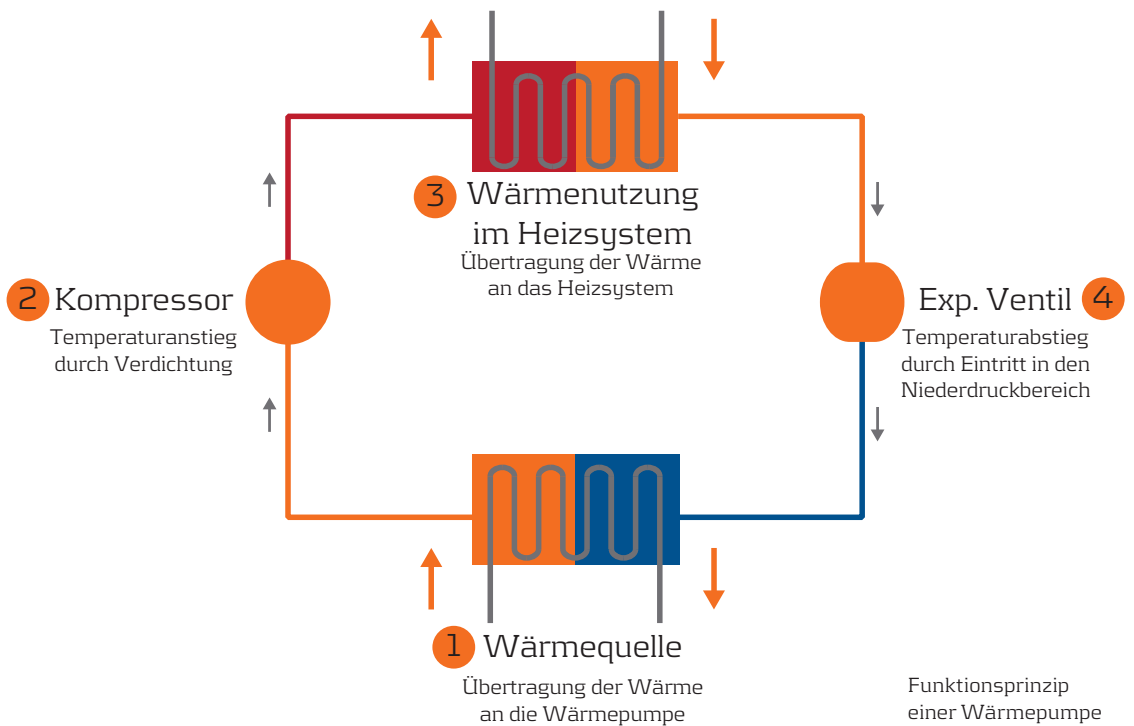 3 Wärmenutzung
im Heizsystem
Übertragung der Wärme
an das Heizsystem
2 Kompressor
Temperaturanstieg
durch Verdichtung
Exp. Ventil 4
Temperaturabstieg
durch Eintritt in den
Niederdruckbereich
1 Wärmequelle
Übertragung der Wärme
an die Wärmepumpe
Funktionsprinzip
einer Wärmepumpe